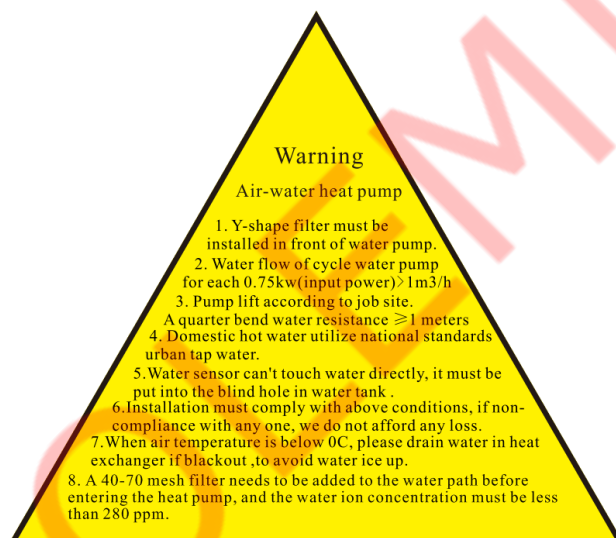 Warning
Air-water heat pump
1. Y-shape filter must be
installed in front of water pump.
2. Water flow of cycle water pump
for each 0.75kw(input power)>1m3/h
3. Pump lift according to job site.
A quarter bend water resistance ≥1 meters
4. Domestic hot water utilize national standards
urban tap water.
5.Water sensor can't touch water directly, it must be
put into the blind hole in water tank .
6.Installation must comply with above conditions, if non-
compliance with any one, we do not afford any loss.
7.When air temperature is below 0C, please drain water in heat
exchanger if blackout ,to avoid water ice up.
8. A 40-70 mesh filter needs to be added to the water path before
entering the heat pump, and the water ion concentration must be less
than 280 ppm.
OLEM